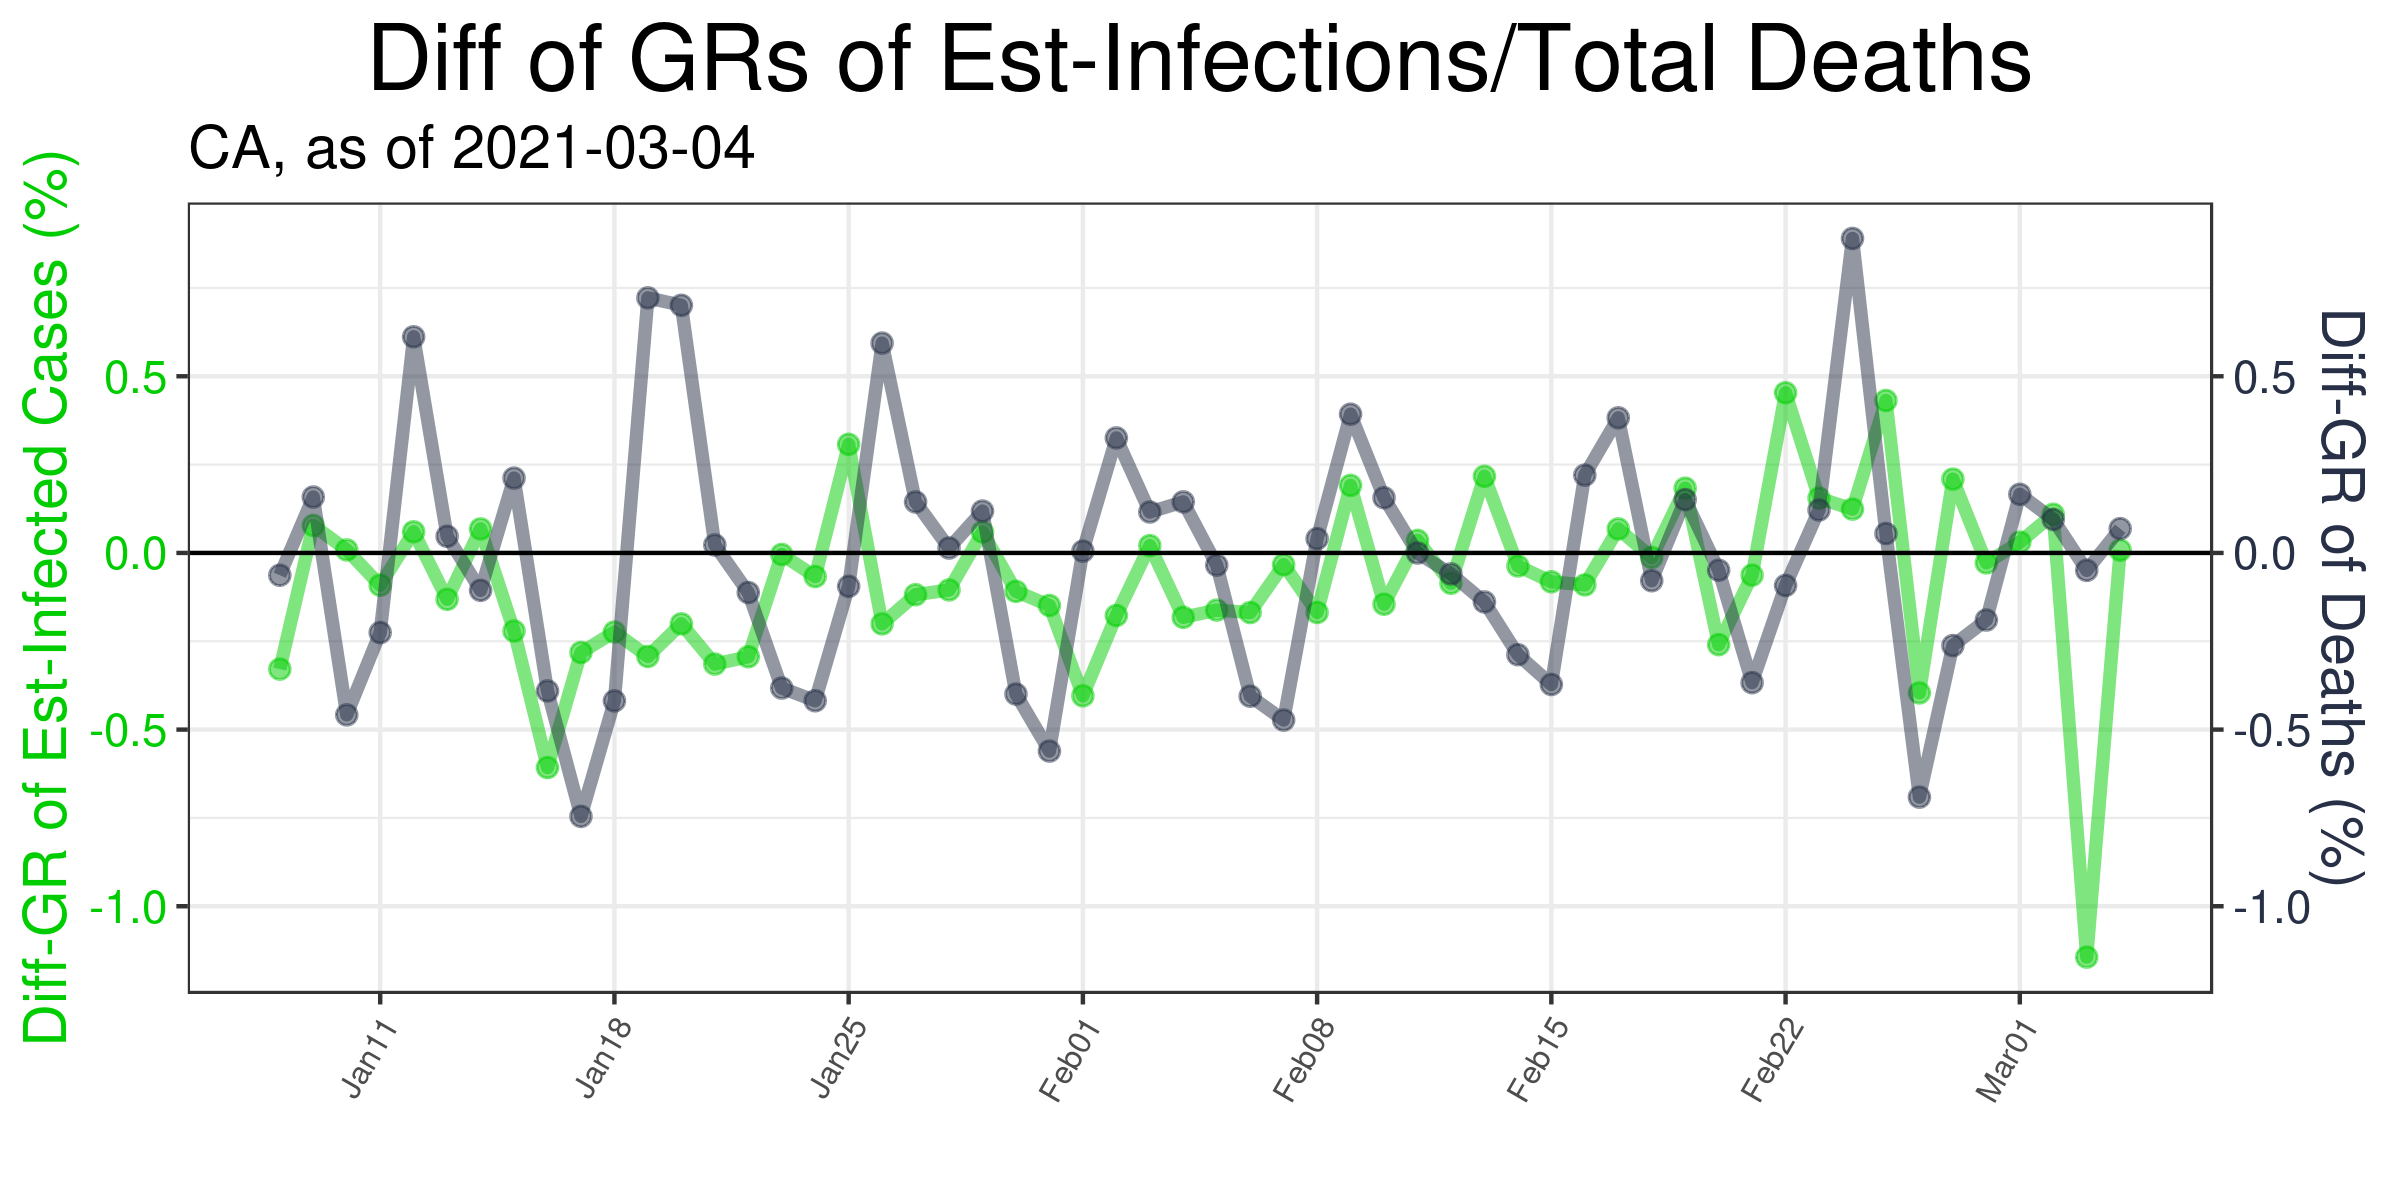 Diff of GRs of Est-Infections/Total Deaths
CA, as of 2021-03-04
Diff-GR of Est-Infected Cases (%)
0.5
0.0
-0.5
-1.0
0.5
0.0
-0.5
-1.0
Diff-GR of Deaths (%)
Jan11
Jan18
Jan25
Feb01
Feb08
Feb15
Feb22
Mar01